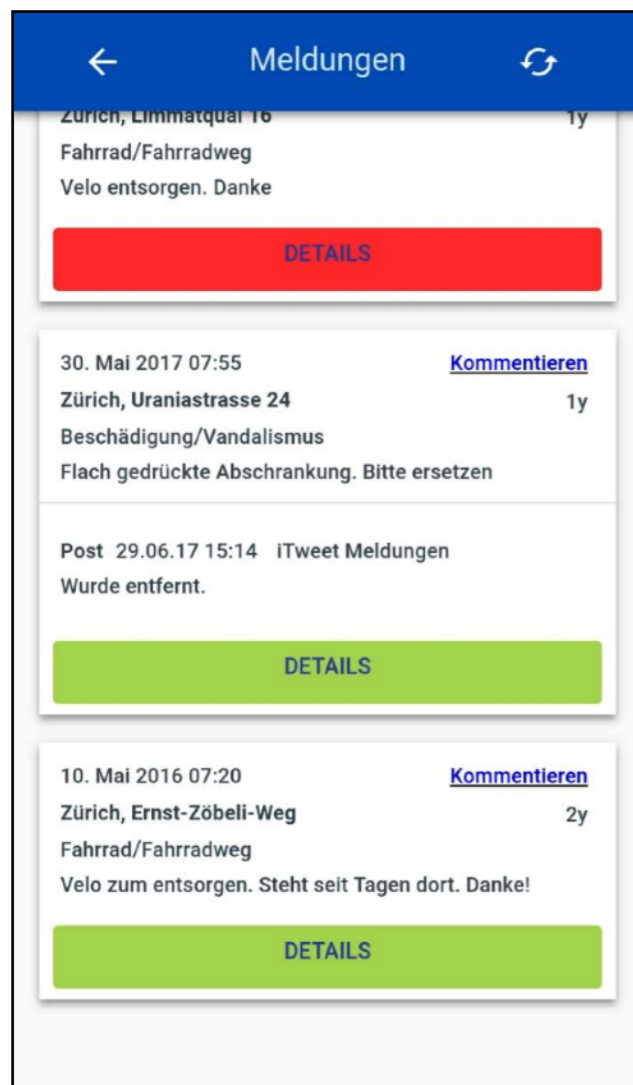 Meldungen
Zürich, Limmatquai 16 1y
Fahrrad/Fahrradweg
Velo entsorgen. Danke
DETAILS
30. Mai 2017 07:55 Kommentieren
Zürich, Uraniastrasse 24 1y
Beschädigung/Vandalismus
Flach gedrückte Abschrankung. Bitte ersetzen
Post 29.06.17 15:14 iTweet Meldungen
Wurde entfernt.
DETAILS
10. Mai 2016 07:20 Kommentieren
Zürich, Ernst-Zöbeli-Weg 2y
Fahrrad/Fahrradweg
Velo zum entsorgen. Steht seit Tagen dort. Danke!
DETAILS